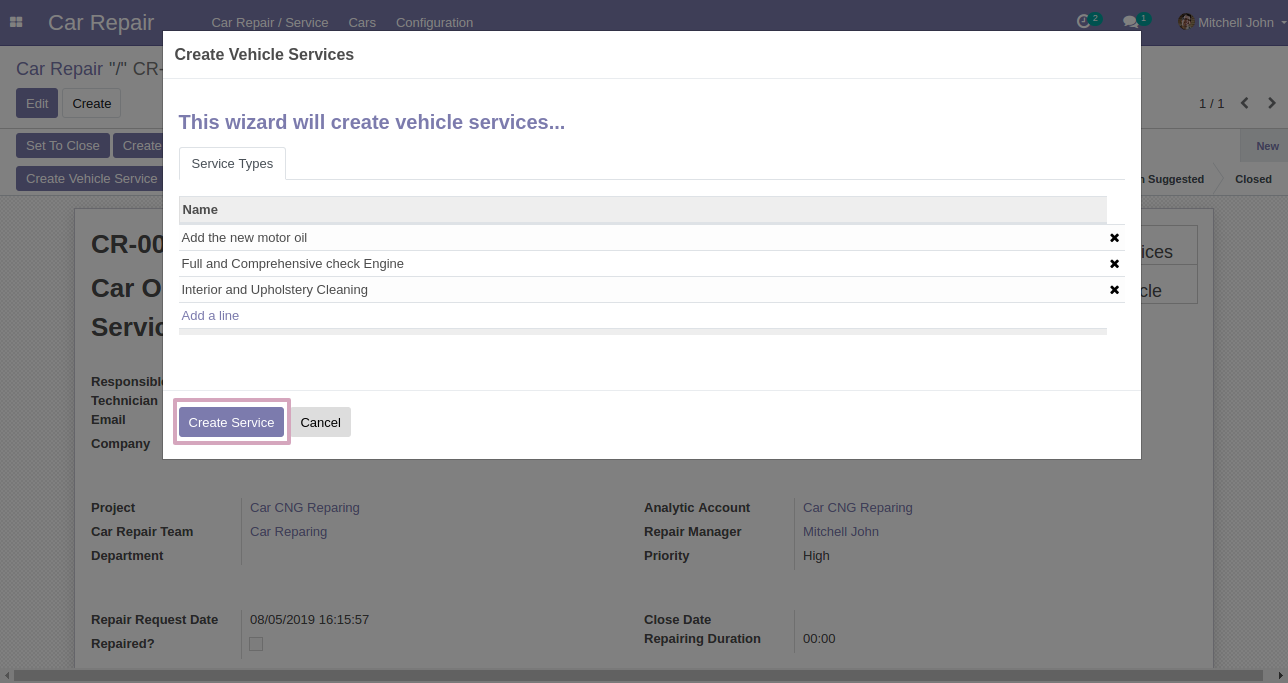 Car Repair Car Repair / Service Cars Configuration 2 1 Mitchell John
Create Vehicle Services
Car Repair "/" CR-
Edit Create 1 / 1
This wizard will create vehicle services...
Set To Close Create New
Service Types
Create Vehicle Service Suggested Closed
Name
Add the new motor oil
Full and Comprehensive check Engine
Interior and Upholstery Cleaning
Add a line
CR-00
Car O
Servic
Responsible
Technician
Email
Company
Create Service Cancel
Project Car CNG Reparing Analytic Account Car CNG Reparing
Car Repair Team Car Reparing Repair Manager Mitchell John
Department Priority High
Repair Request Date 08/05/2019 16:15:57 Close Date
Repaired? Repairing Duration 00:00